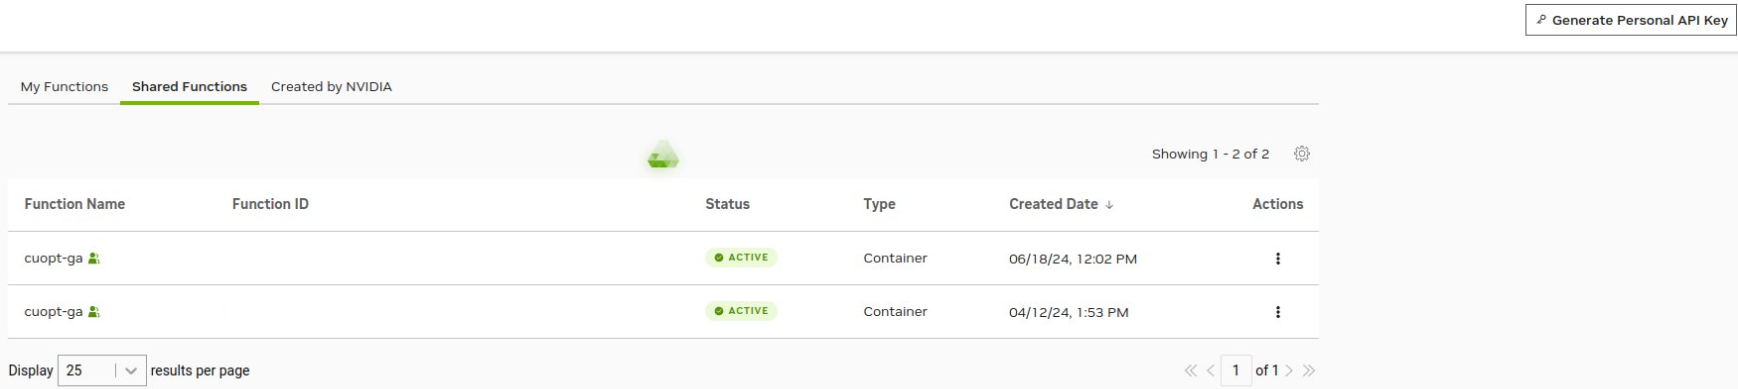 Generate Personal API Key
My Functions Shared Functions Created by NVIDIA
Showing 1 - 2 of 2
Function Name Function ID Status Type Created Date ↓ Actions
cuopt-ga ACTIVE Container 06/18/24, 12:02 PM
cuopt-ga ACTIVE Container 04/12/24, 1:53 PM
Display 25 results per page 1 of 1